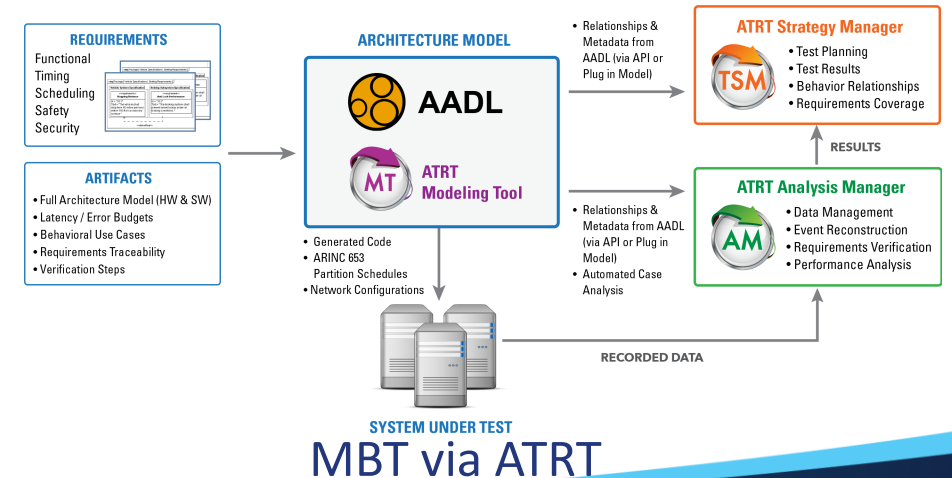 REQUIREMENTS
Functional
Timing
Scheduling
Safety
Security
ARTIFACTS
• Full Architecture Model (HW & SW)
• Latency / Error Budgets
• Behavioral Use Cases
• Requirements Traceability
• Verification Steps
ARCHITECTURE MODEL
AADL
MT
ATRT
Modeling Tool
• Generated Code
• ARINC 653
Partition Schedules
• Network Configurations
SYSTEM UNDER TEST
• Relationships &
Metadata from
AADL (via API or
Plug in Model)
• Relationships &
Metadata from AADL
(via API or Plug in
Model)
• Automated Case
Analysis
RECORDED DATA
ATRT Strategy Manager
TSM
• Test Planning
• Test Results
• Behavior Relationships
• Requirements Coverage
RESULTS
ATRT Analysis Manager
AM
• Data Management
• Event Reconstruction
• Requirements Verification
• Performance Analysis
MBT via ATRT